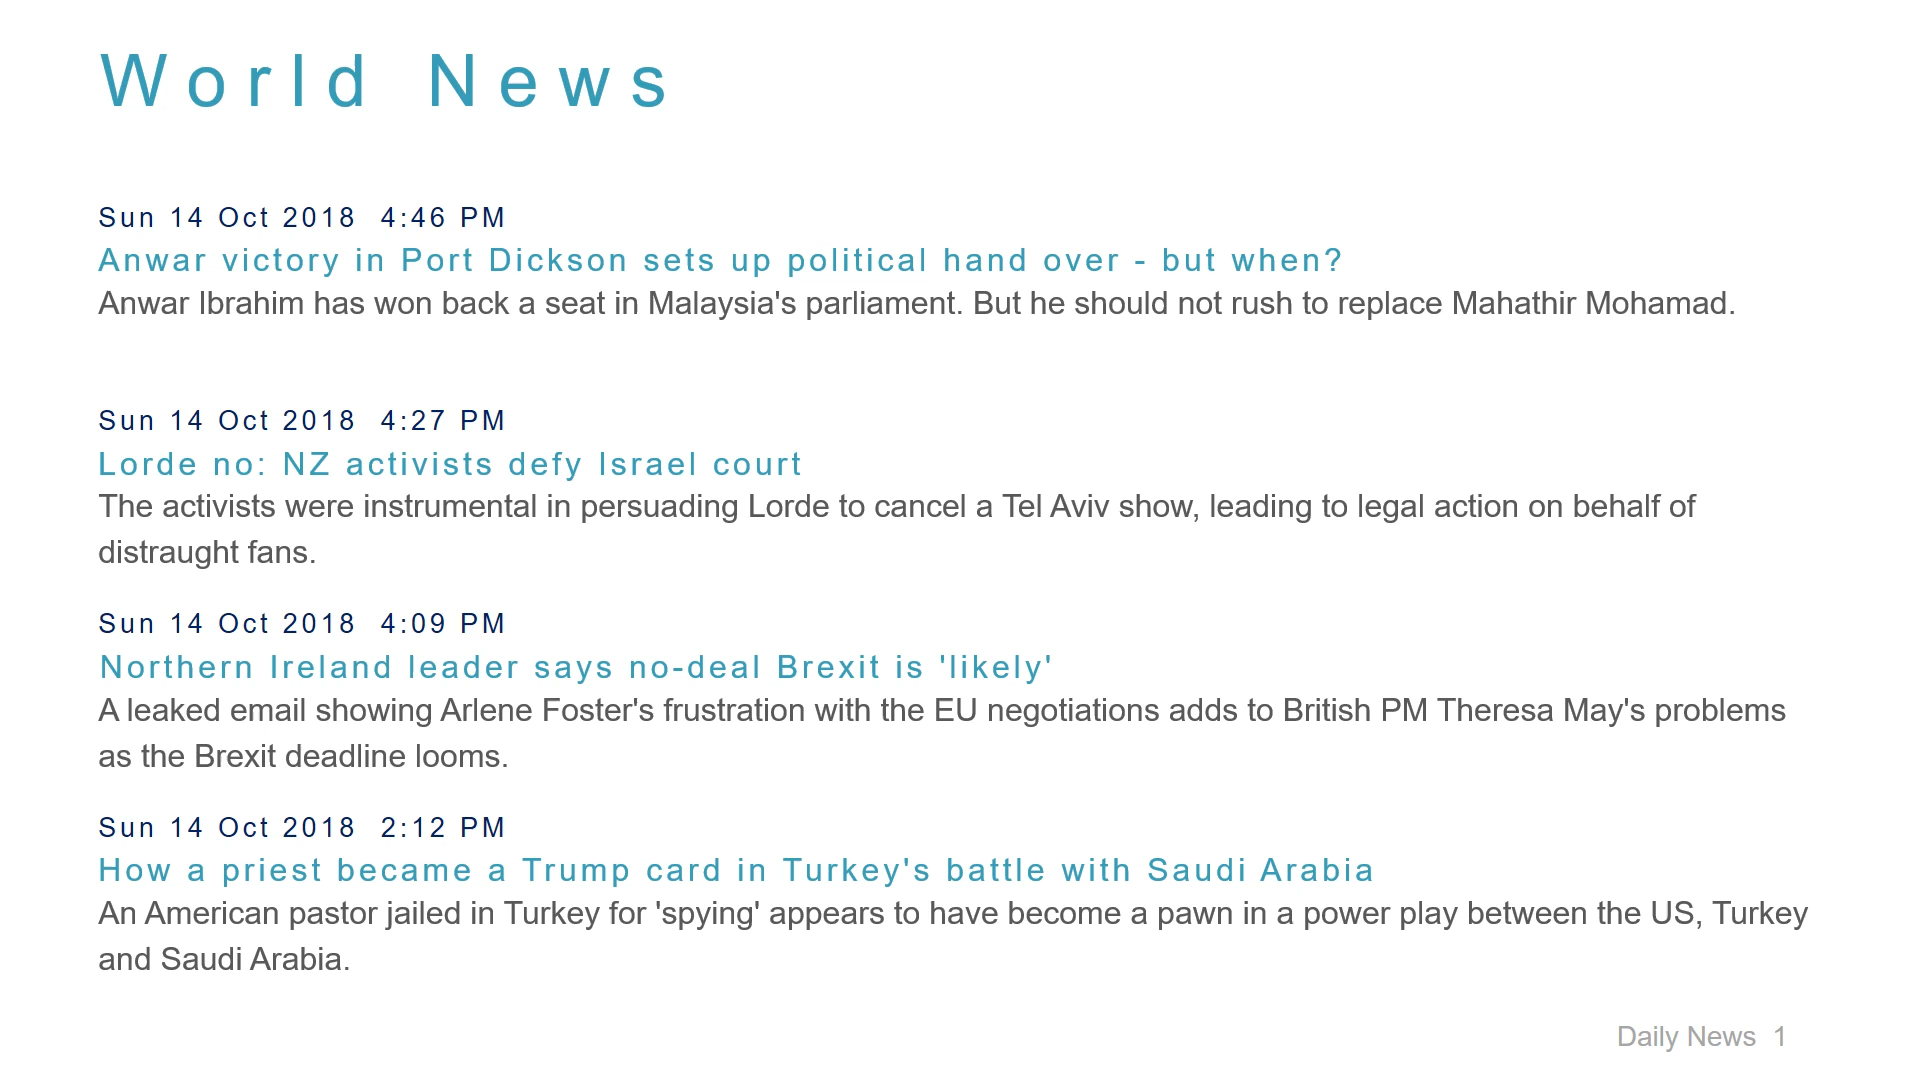 World News
Sun 14 Oct 2018  4:46 PM
Anwar victory in Port Dickson sets up political hand over - but when?
Anwar Ibrahim has won back a seat in Malaysia's parliament. But he should not rush to replace Mahathir Mohamad.
Sun 14 Oct 2018  4:27 PM
Lorde no: NZ activists defy Israel court
The activists were instrumental in persuading Lorde to cancel a Tel Aviv show, leading to legal action on behalf of
distraught fans.
Sun 14 Oct 2018  4:09 PM
Northern Ireland leader says no-deal Brexit is 'likely'
A leaked email showing Arlene Foster's frustration with the EU negotiations adds to British PM Theresa May's problems
as the Brexit deadline looms.
Sun 14 Oct 2018  2:12 PM
How a priest became a Trump card in Turkey's battle with Saudi Arabia
An American pastor jailed in Turkey for 'spying' appears to have become a pawn in a power play between the US, Turkey
and Saudi Arabia.
Daily News  1